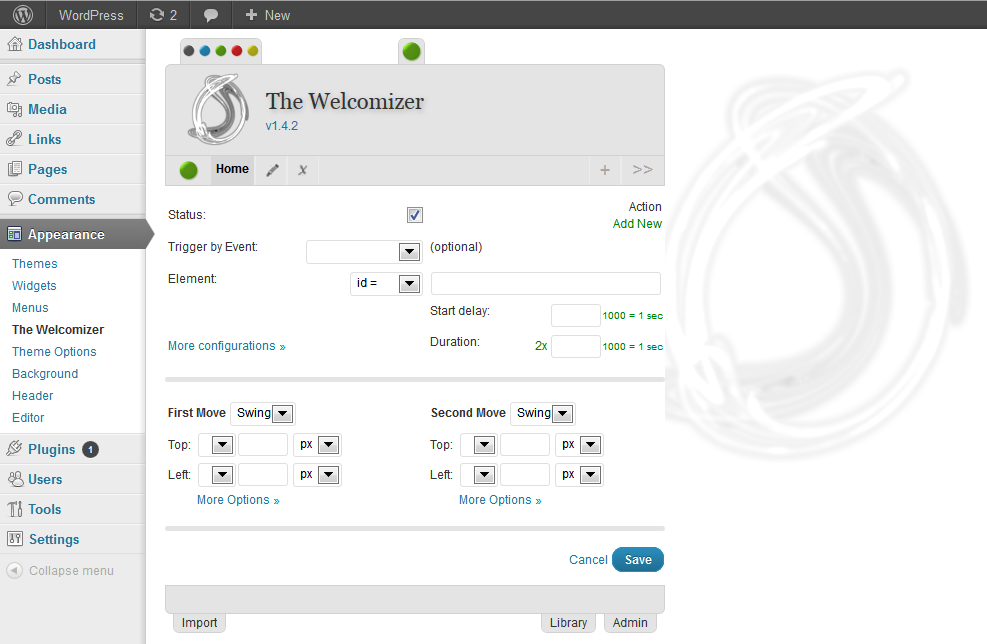 WordPress 2 New
Dashboard
Posts
Media
Links
Pages
Comments
Appearance
Themes
Widgets
Menus
The Welcomizer
Theme Options
Background
Header
Editor
Plugins 1
Users
Tools
Settings
Collapse menu
The Welcomizer
v1.4.2
Home x + >>
Status: Action
Add New
Trigger by Event: (optional)
Element: id =
Start delay: 1000 = 1 sec
More configurations » Duration: 2x 1000 = 1 sec
First Move Swing Second Move Swing
Top: px Top: px
Left: px Left: px
More Options » More Options »
Cancel Save
Import Library Admin